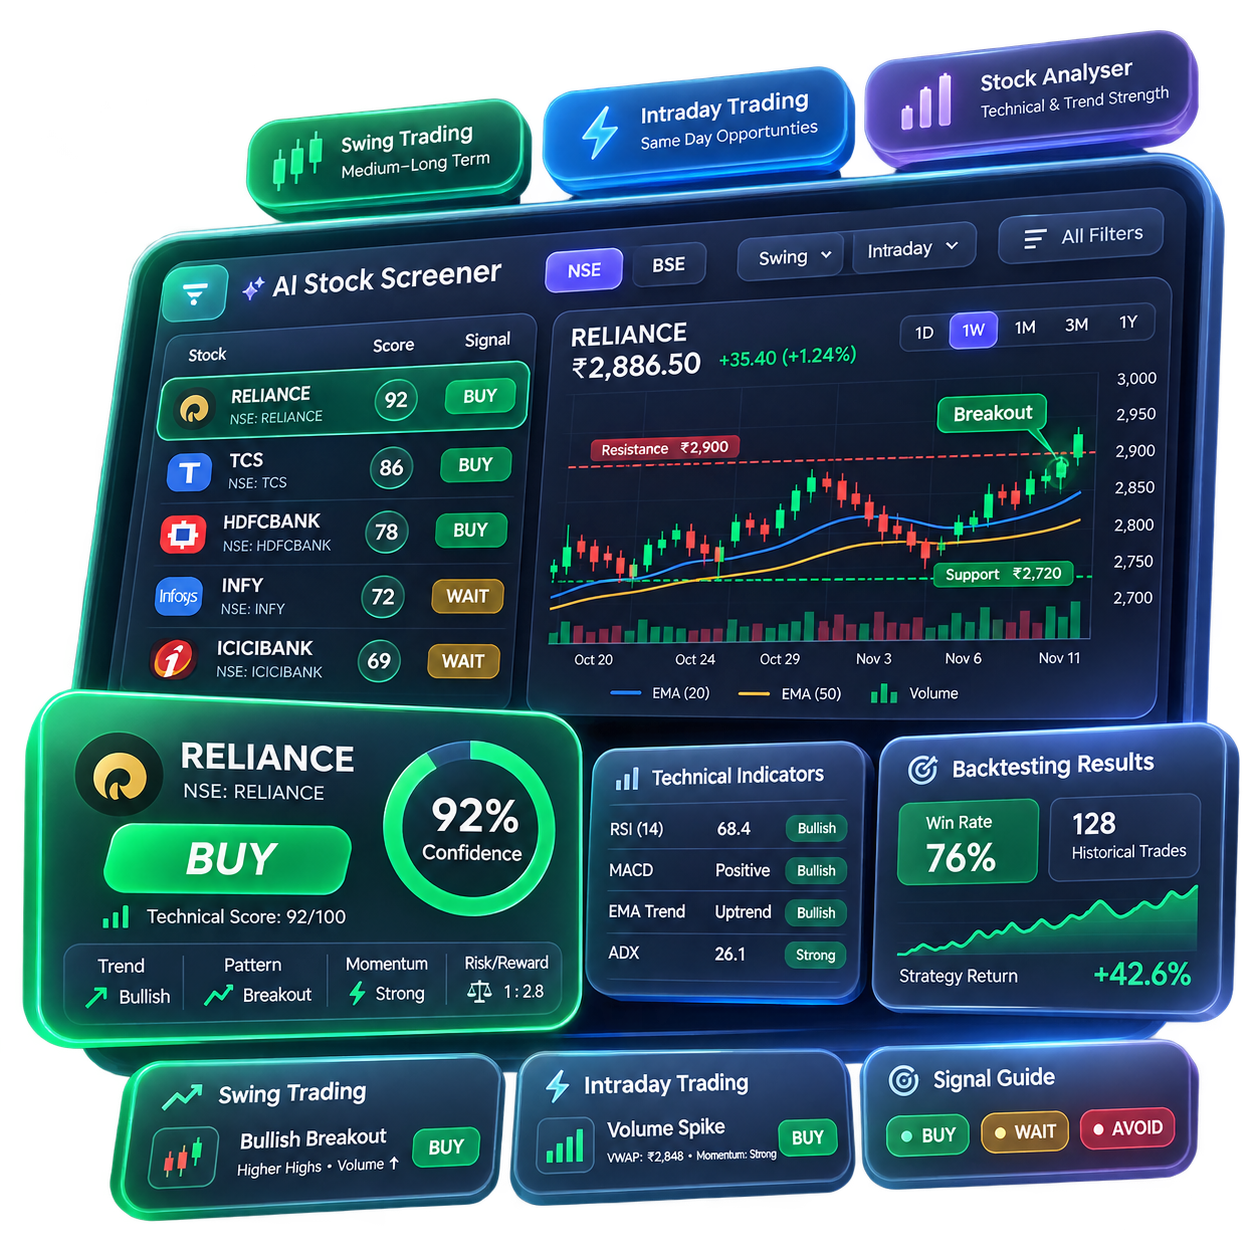 Swing Trading
Medium–Long Term
Intraday Trading
Same Day Opportunties
Stock Analyser
Technical & Trend Strength
AI Stock Screener
NSE
BSE
Swing
Intraday
All Filters
Stock
Score
Signal
RELIANCE
NSE: RELIANCE
92
BUY
TCS
NSE: TCS
86
BUY
T
HDFCBANK
NSE: HDFCBANK
78
BUY
Infosys
INFY
NSE: INFY
72
WAIT
i
ICICIBANK
NSE: ICICIBANK
69
WAIT
RELIANCE
₹2,886.50
+35.40 (+1.24%)
1D
1W
1M
3M
1Y
Resistance ₹2,900
Breakout
Support ₹2,720
3,000
2,950
2,900
2,850
2,800
2,750
2,700
Oct 20
Oct 24
Oct 29
Nov 3
Nov 6
Nov 11
EMA (20)
EMA (50)
Volume
RELIANCE
NSE: RELIANCE
BUY
92%
Confidence
Technical Score: 92/100
Trend
Bullish
Pattern
Breakout
Momentum
Strong
Risk/Reward
1 : 2.8
Technical Indicators
RSI (14) 68.4 Bullish
MACD Positive Bullish
EMA Trend Uptrend Bullish
ADX 26.1 Strong
Backtesting Results
Win Rate
76%
128
Historical Trades
Strategy Return
+42.6%
Swing Trading
Bullish Breakout
Higher Highs • Volume ↑
BUY
Intraday Trading
Volume Spike
VWAP: ₹2,848 • Momentum: Strong
BUY
Signal Guide
BUY
WAIT
AVOID